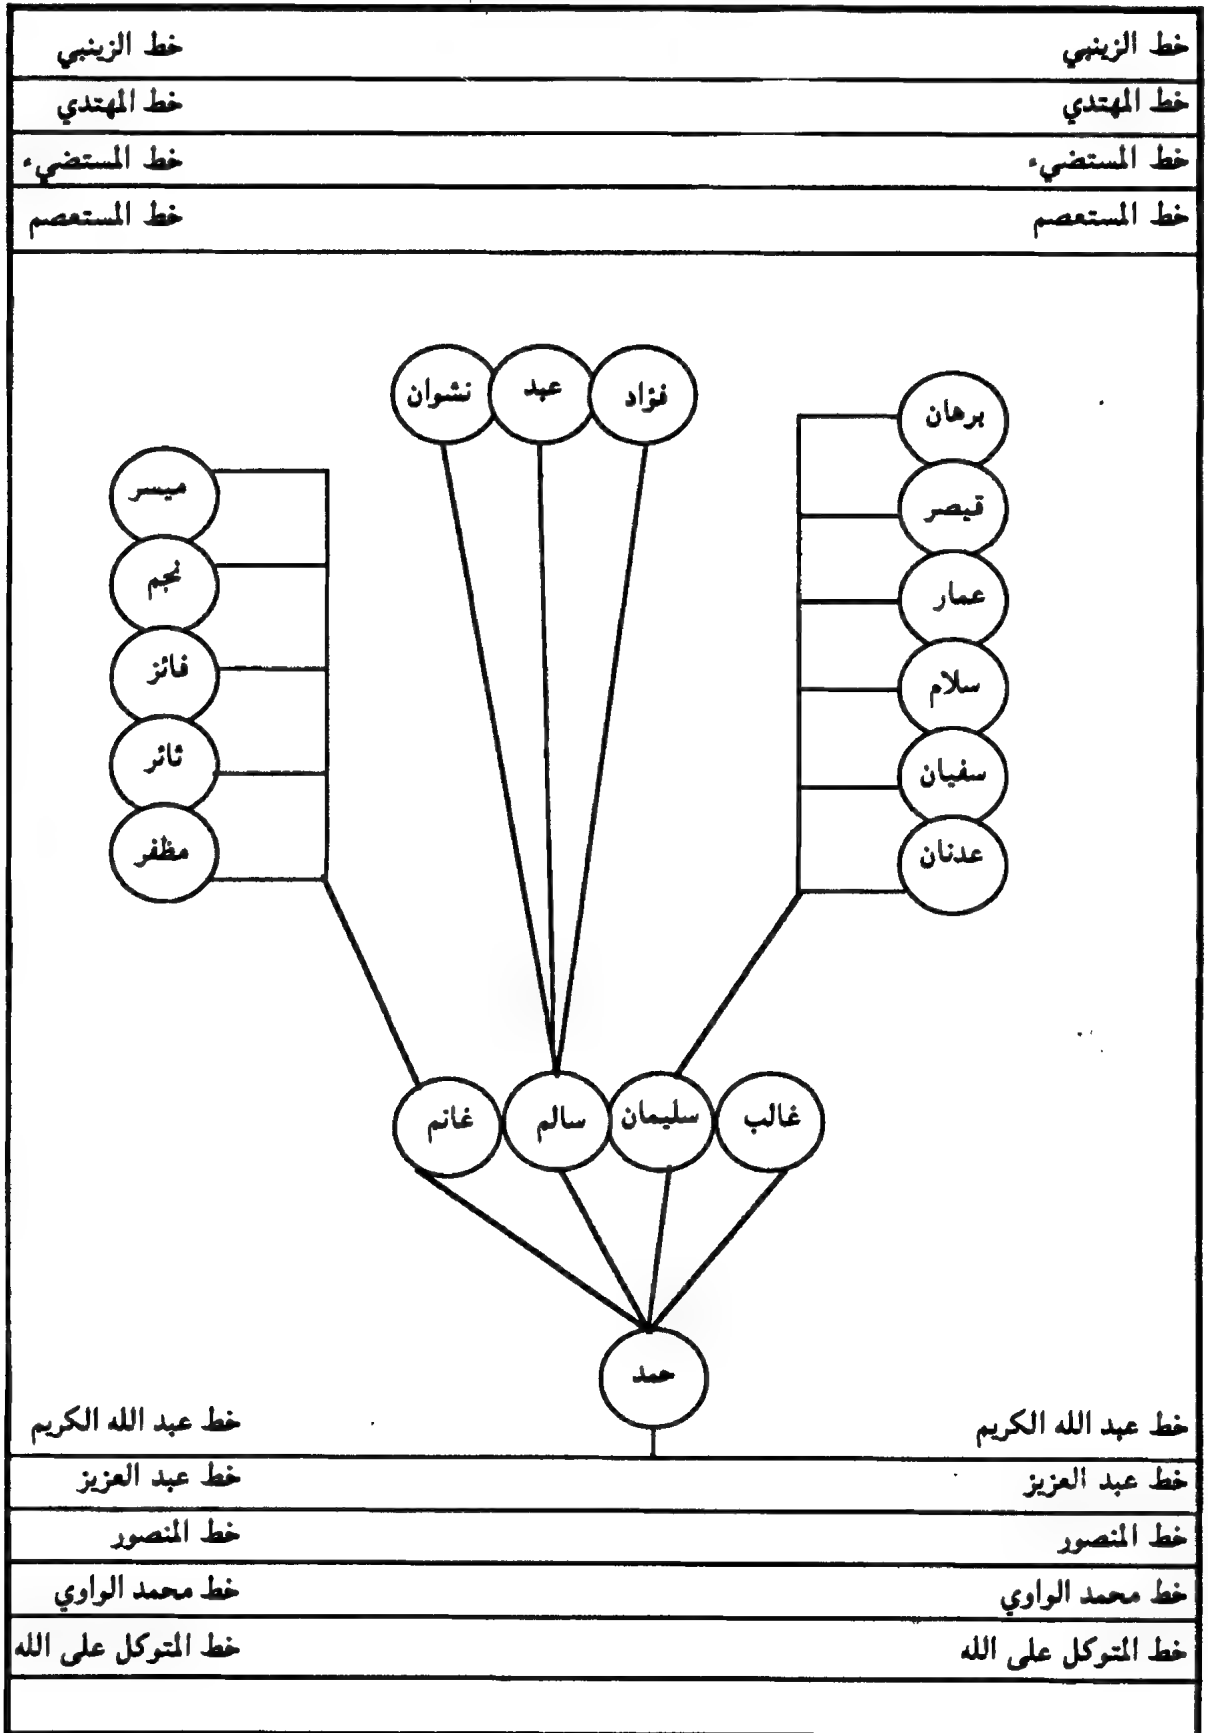 خط الزينبي خط الزينبي
خط المهتدي خط المهتدي
خط المستضيء خط المستضيء
خط المستعصم خط المستعصم
فؤاد عبد نشوان
برهان
قيصر
عمار
سلام
سفيان
عدنان
ميسر
نجم
فائز
ثائر
مظفر
غالب سليمان سالم غانم
حمد
خط عبد الله الكريم خط عبد الله الكريم
خط عبد العزيز خط عبد العزيز
خط المنصور خط المنصور
خط محمد الواوي خط محمد الواوي
خط المتوكل على الله خط المتوكل على الله